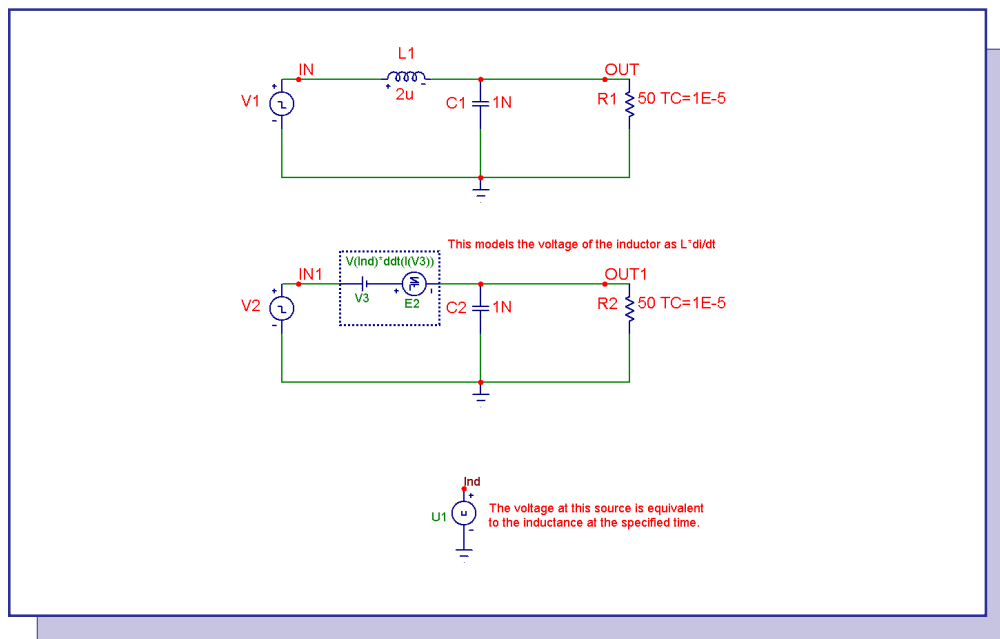 L1
IN
OUT
V1
2u
C1
1N
R1
50 TC=1E-5
This models the voltage of the inductor as L*di/dt
V(Ind)*ddt(I(V3))
IN1
OUT1
V2
V3
E2
C2
1N
R2
50 TC=1E-5
Ind
U1
The voltage at this source is equivalent
to the inductance at the specified time.